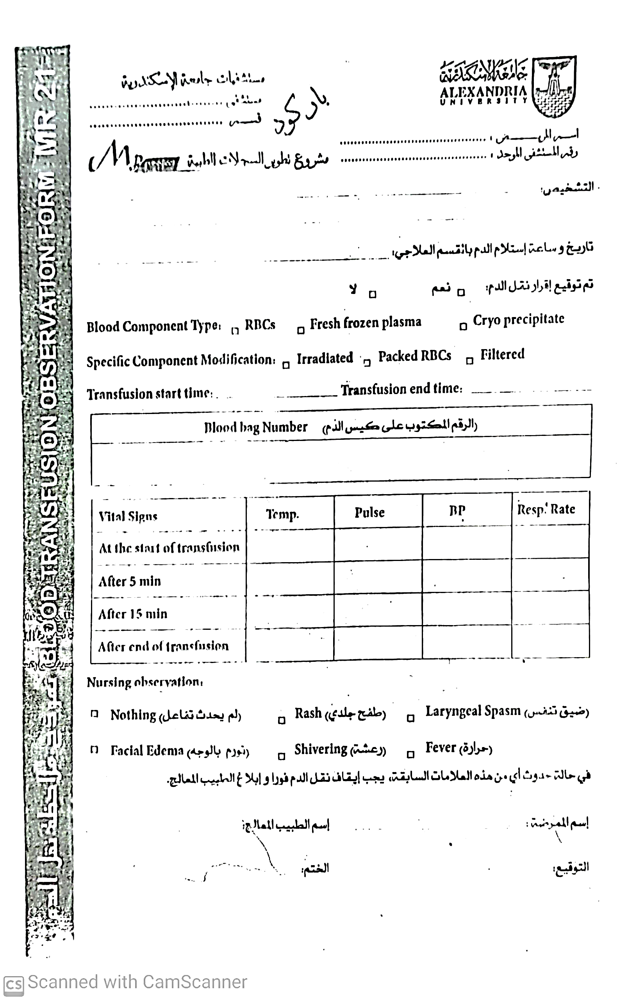 جامعة الإسكندرية
ALEXANDRIA
UNIVERSITY
مستشفيات جامعة الإسكندرية
مستشفى ........................
قسم ........................
باركود
اسم المريض : ........................
رقم المستشفى الموحد : ........................
مشروع تطوير السجلات الطبية
التشخيص:
تاريخ و ساعة إستلام الدم بالقسم العلاجي:
تم توقيع إقرار نقل الدم: □ نعم □ لا
Blood Component Type: □ RBCs □ Fresh frozen plasma □ Cryo precipitate
Specific Component Modification: □ Irradiated □ Packed RBCs □ Filtered
Transfusion start time: Transfusion end time:
Blood bag Number (الرقم المكتوب على كيس الدم)
Vital Signs Temp. Pulse BP Resp. Rate
At the start of transfusion
After 5 min
After 15 min
After end of transfusion
Nursing observation:
□ Nothing (لم يحدث تفاعل) □ Rash (طفح جلدي) □ Laryngeal Spasm (ضيق تنفس)
□ Facial Edema (تورم بالوجه) □ Shivering (رعشة) □ Fever (حرارة)
في حالة حدوث أي من هذه العلامات السابقة، يجب إيقاف نقل الدم فورا و إبلاغ الطبيب المعالج.
إسم الممرضة: إسم الطبيب المعالج:
التوقيع: الختم:
BLOOD TRANSFUSION OBSERVATION FORM MR 21
CS Scanned with CamScanner